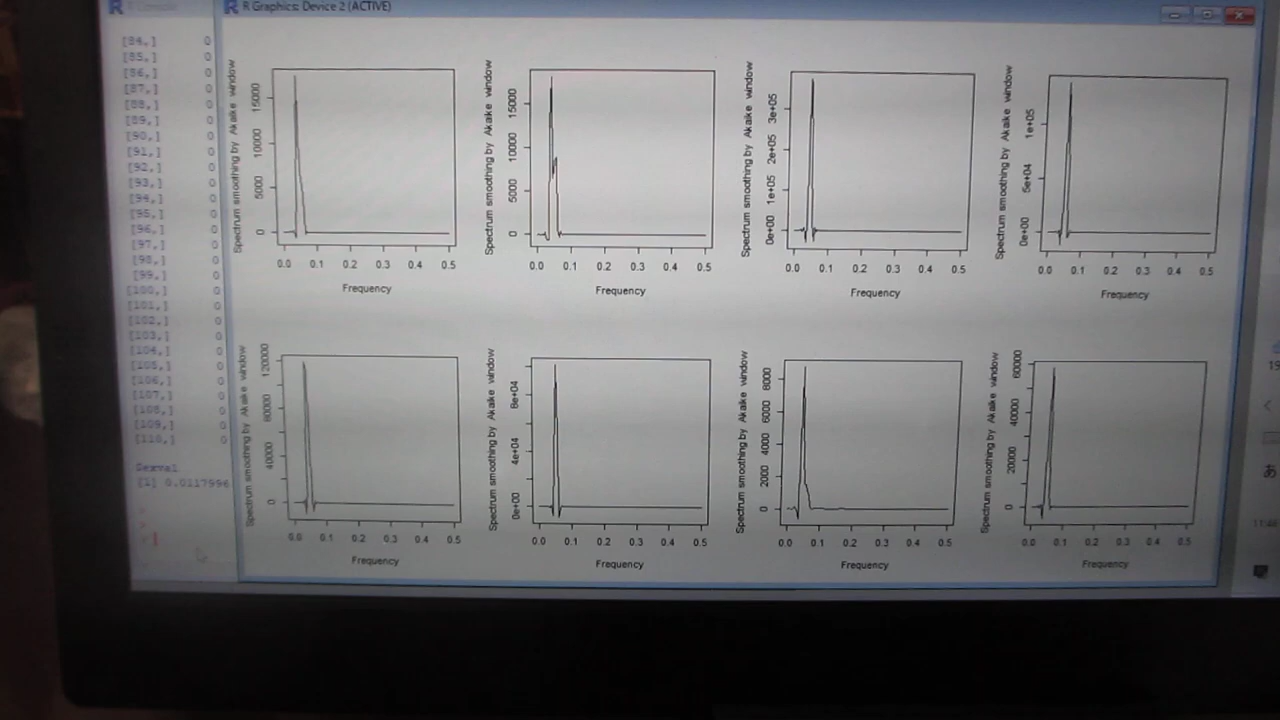 R Console
R Graphics: Device 2 (ACTIVE)
[84,] 0
[85,] 0
[86,] 0
[87,] 0
[88,] 0
[89,] 0
[90,] 0
[91,] 0
[92,] 0
[93,] 0
[94,] 0
[95,] 0
[96,] 0
[97,] 0
[98,] 0
[99,] 0
[100,] 0
[101,] 0
[102,] 0
[103,] 0
[104,] 0
[105,] 0
[106,] 0
[107,] 0
[108,] 0
[109,] 0
[110,] 0
[1] 0.0117996
>
>
>
Spectrum smoothing by Akaike window
0 5000 10000 15000
0.0 0.1 0.2 0.3 0.4 0.5
Frequency
Spectrum smoothing by Akaike window
0 5000 10000 15000
0.0 0.1 0.2 0.3 0.4 0.5
Frequency
Spectrum smoothing by Akaike window
0e+00 1e+05 2e+05 3e+05
0.0 0.1 0.2 0.3 0.4 0.5
Frequency
Spectrum smoothing by Akaike window
0e+00 5e+04 1e+05
0.0 0.1 0.2 0.3 0.4 0.5
Frequency
Spectrum smoothing by Akaike window
0 40000 80000 120000
0.0 0.1 0.2 0.3 0.4 0.5
Frequency
Spectrum smoothing by Akaike window
0e+00 4e+04 8e+04
0.0 0.1 0.2 0.3 0.4 0.5
Frequency
Spectrum smoothing by Akaike window
0 2000 4000 6000 8000
0.0 0.1 0.2 0.3 0.4 0.5
Frequency
Spectrum smoothing by Akaike window
0 20000 40000 60000
0.0 0.1 0.2 0.3 0.4 0.5
Frequency